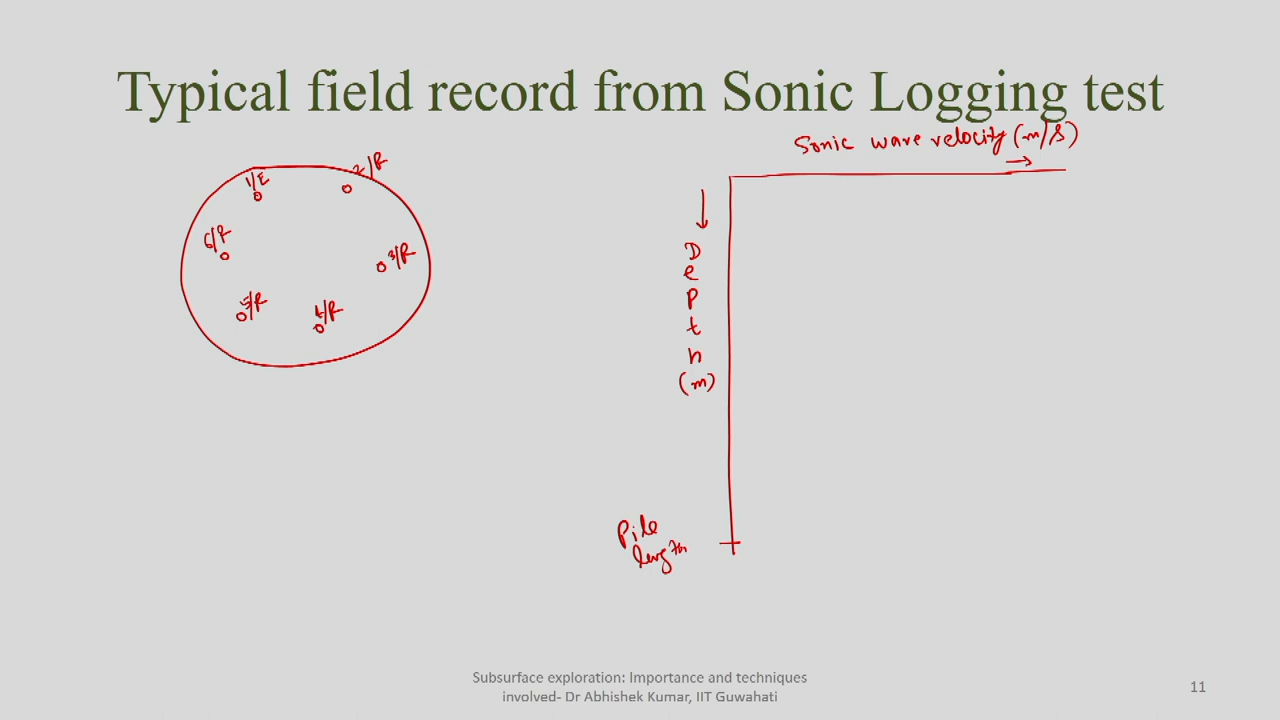 Typical field record from Sonic Logging test
Sonic wave velocity (m/s)
1/E
2/R
6/R
3/R
5/R
4/R
Depth
(m)
Pile
length
Subsurface exploration: Importance and techniques
involved- Dr Abhishek Kumar, IIT Guwahati
11